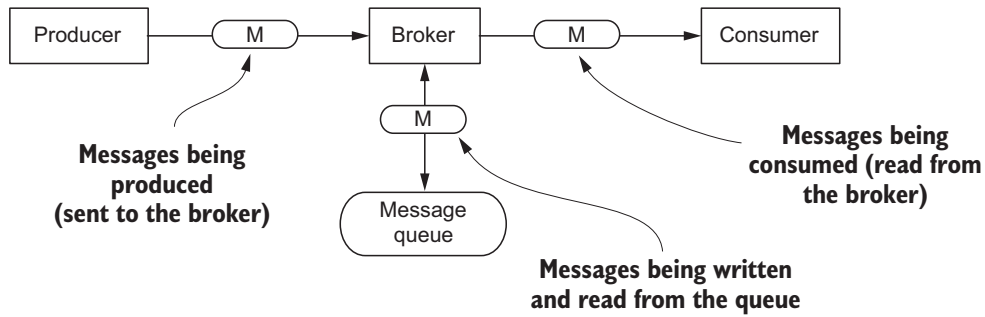 Producer
M
Broker
M
Consumer
M
Messages being
produced
(sent to the broker)
Messages being
consumed (read from
the broker)
Message
queue
Messages being written
and read from the queue